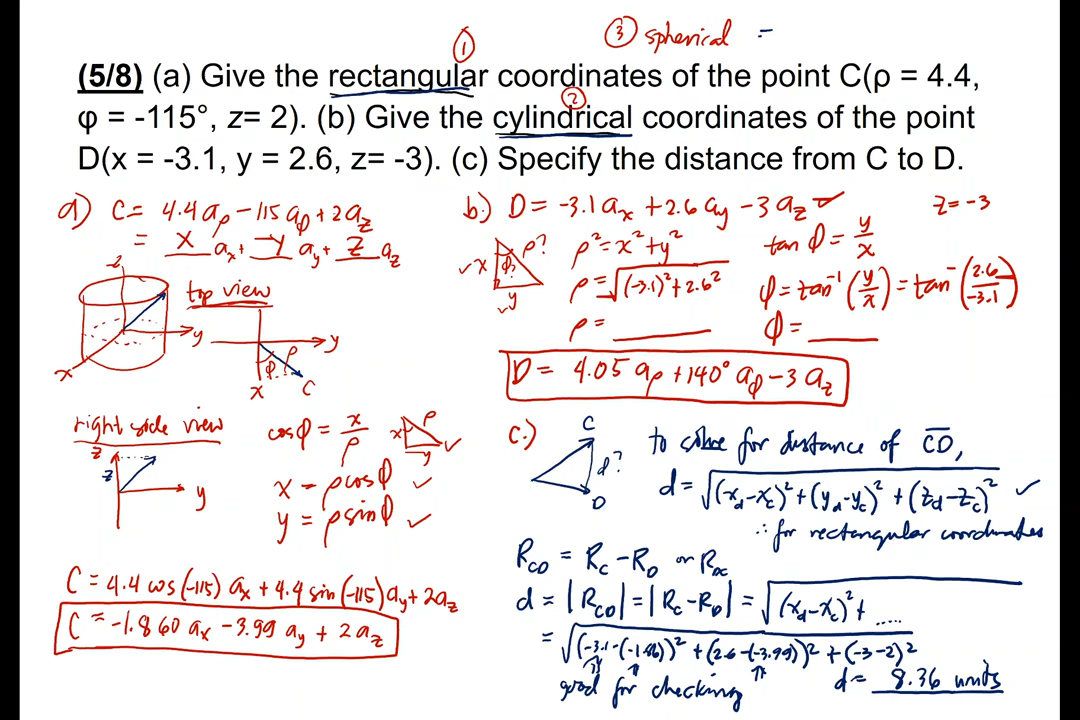 ① ③ spherical =
(5/8) (a) Give the rectangular coordinates of the point C(ρ = 4.4,
②
φ = -115°, z= 2). (b) Give the cylindrical coordinates of the point
D(x = -3.1, y = 2.6, z= -3). (c) Specify the distance from C to D.
a) C = 4.4 aρ - 115 aφ + 2 az
= x ax + y ay + z az
z
y
x
top view
y
ρ
φ
x
C
right side view
z
z
y
cos φ = x/ρ
x
ρ
y
x = ρ cos φ
y = ρ sin φ
C = 4.4 cos(-115) ax + 4.4 sin(-115) ay + 2az
C = -1.860 ax - 3.99 ay + 2 az
b.) D = -3.1 ax + 2.6 ay - 3 az
z = -3
x
ρ?
φ?
y
ρ² = x² + y²
tan φ = y/x
ρ = √((-3.1)² + 2.6²)
φ = tan⁻¹ (y/x) = tan⁻ (2.6/-3.1)
ρ = ______
φ = ______
D = 4.05 aρ + 140° aφ - 3 az
c.)
C
d?
D
to solve for distance of CD,
d = √((xd - xc)² + (yd - yc)² + (zd - zc)²
∴ for rectangular coordinates
RCD = RC - RD or RDC
d = |RCD| = |RC - RD| = √((xd - xc)² + .....
= √((-3.1 - (-1.86))² + (2.6 - (-3.99))² + (-3 - 2)²
good for checking
d = 8.36 units